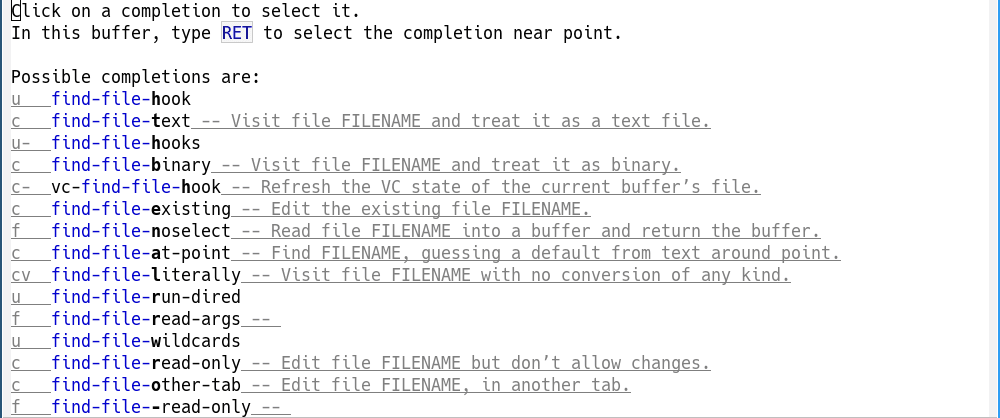 Click on a completion to select it.
In this buffer, type RET to select the completion near point.
Possible completions are:
u find-file-hook
c find-file-text -- Visit file FILENAME and treat it as a text file.
u- find-file-hooks
c find-file-binary -- Visit file FILENAME and treat it as binary.
c- vc-find-file-hook -- Refresh the VC state of the current buffer’s file.
c find-file-existing -- Edit the existing file FILENAME.
f find-file-noselect -- Read file FILENAME into a buffer and return the buffer.
c find-file-at-point -- Find FILENAME, guessing a default from text around point.
cv find-file-literally -- Visit file FILENAME with no conversion of any kind.
u find-file-run-dired
f find-file-read-args --
u find-file-wildcards
c find-file-read-only -- Edit file FILENAME but don’t allow changes.
c find-file-other-tab -- Edit file FILENAME, in another tab.
f find-file--read-only --